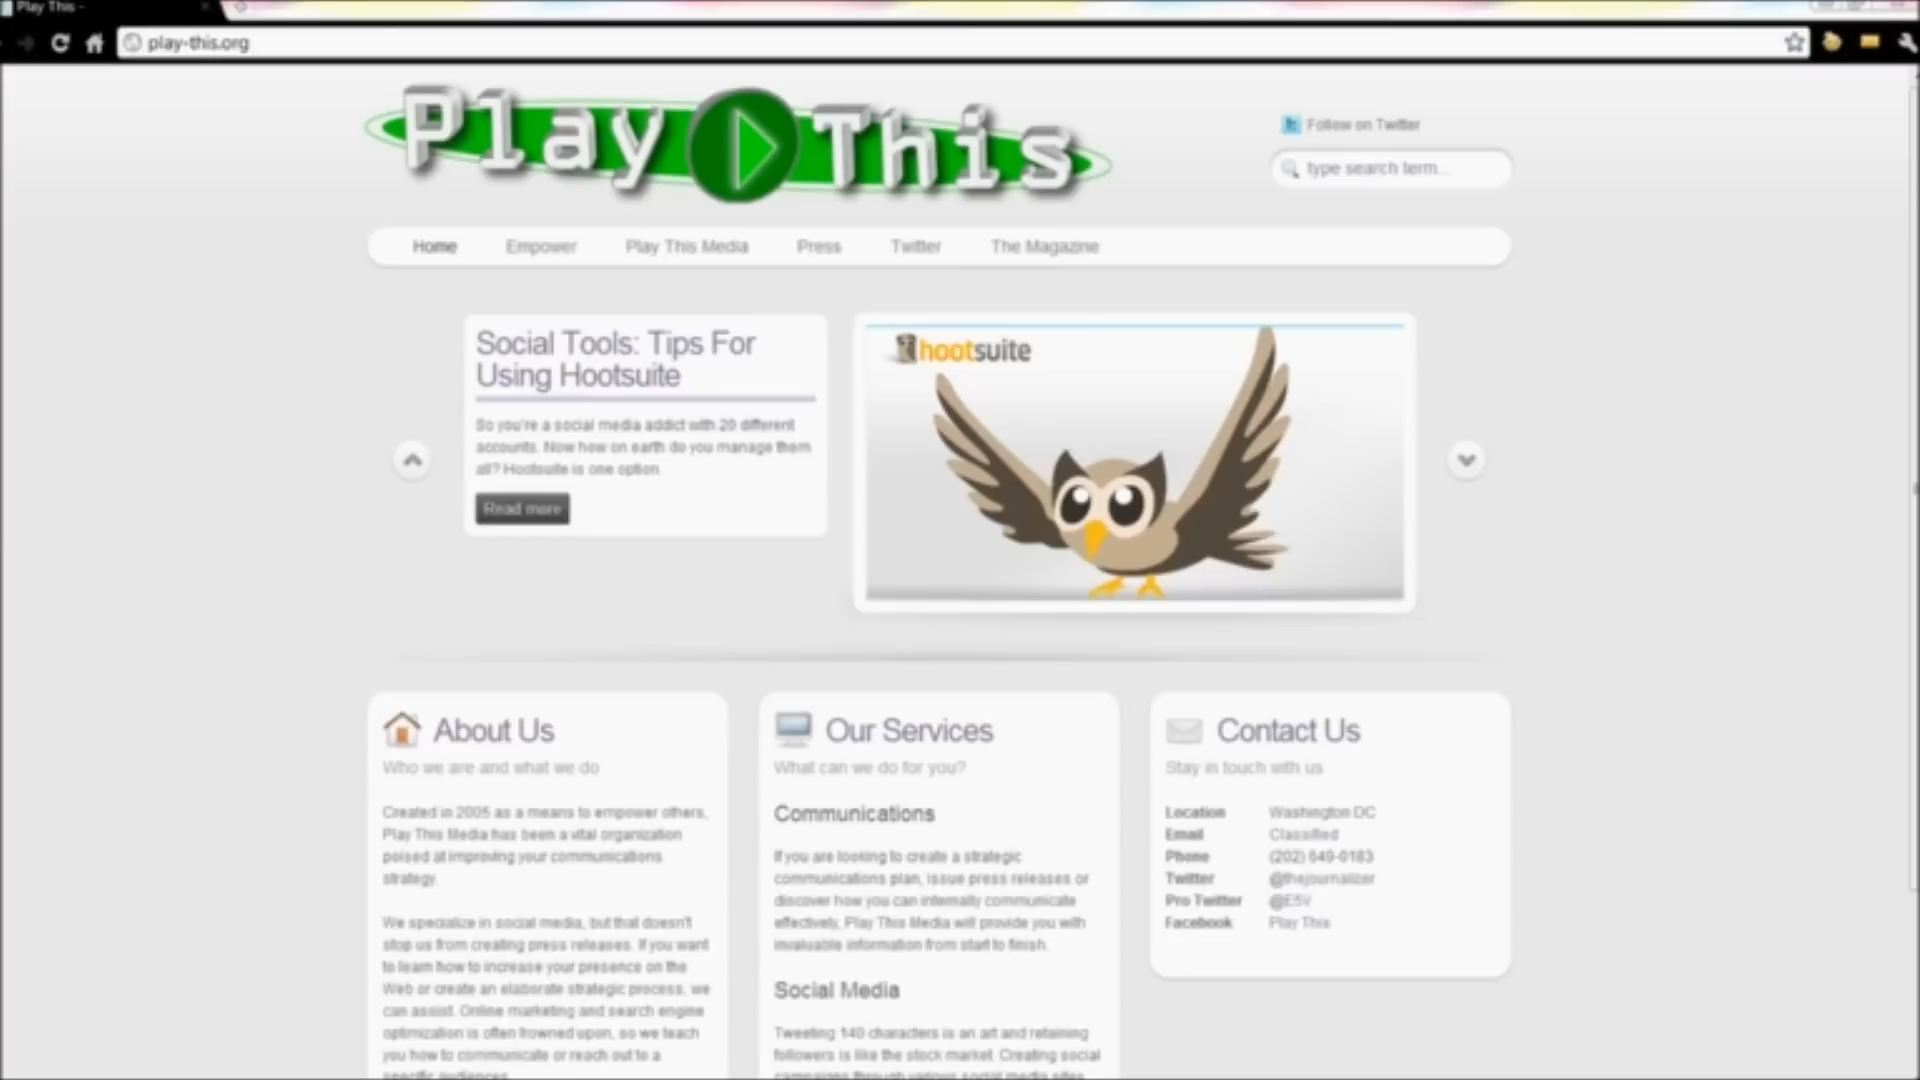 Play This -
play-this.org
Play This
Follow on Twitter
type search term...
Home Empower Play This Media Press Twitter The Magazine
Social Tools: Tips For
Using Hootsuite
So you're a social media addict with 20 different
accounts. Now how on earth do you manage them
all? Hootsuite is one option.
Read more
hootsuite
About Us
Who we are and what we do
Created in 2005 as a means to empower others,
Play This Media has been a vital organization
poised at improving your communications
strategy.
We specialize in social media, but that doesn't
stop us from creating press releases. If you want
to learn how to increase your presence on the
Web or create an elaborate strategic process, we
can assist. Online marketing and search engine
optimization is often frowned upon, so we teach
you how to communicate or reach out to a
specific audiences.
Our Services
What can we do for you?
Communications
If you are looking to create a strategic
communications plan, issue press releases or
discover how you can internally communicate
effectively, Play This Media will provide you with
invaluable information from start to finish.
Social Media
Tweeting 140 characters is an art and retaining
followers is like the stock market. Creating social
campaigns through various social media sites
Contact Us
Stay in touch with us
Location Washington DC
Email Classified
Phone (202) 649-0183
Twitter @thejournalizer
Pro Twitter @E5V
Facebook Play This